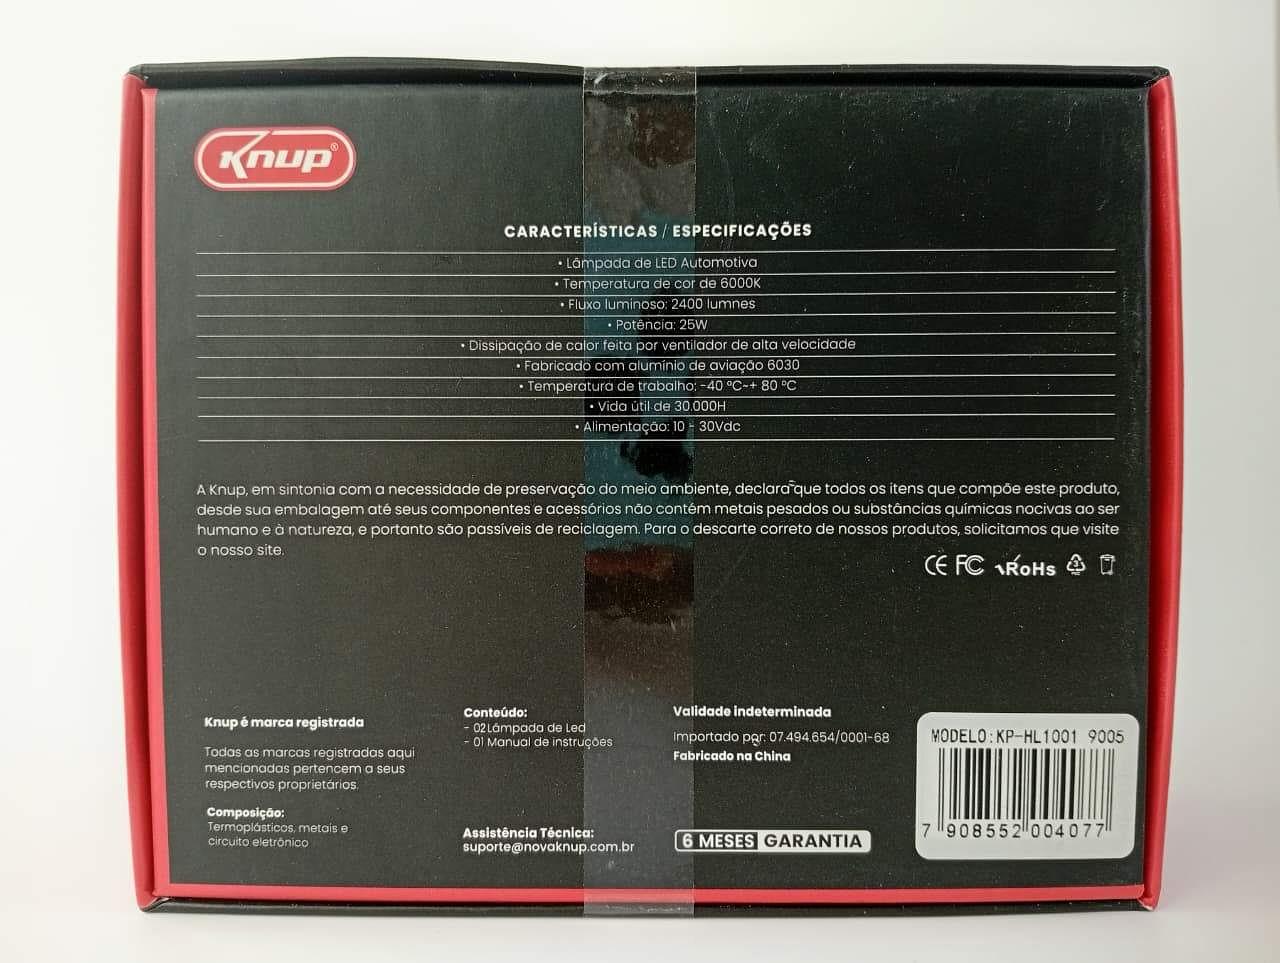 Knup®
CARACTERÍSTICAS / ESPECIFICAÇÕES
• Lâmpada de LED Automotiva
• Temperatura de cor de 6000K
• Fluxo luminoso: 2400 lumnes
• Potência: 25W
• Dissipação de calor feita por ventilador de alta velocidade
• Fabricado com alumínio de aviação 6030
• Temperatura de trabalho: -40 °C~+ 80 °C
• Vida útil de 30.000H
• Alimentação: 10 - 30Vdc
A Knup, em sintonia com a necessidade de preservação do meio ambiente, declara que todos os itens que compõe este produto,
desde sua embalagem até seus componentes e acessórios não contém metais pesados ou substâncias químicas nocivas ao ser
humano e à natureza, e portanto são passíveis de reciclagem. Para o descarte correto de nossos produtos, solicitamos que visite
o nosso site.
CE FC RoHs
Knup é marca registrada
Todas as marcas registradas aqui
mencionadas pertencem a seus
respectivos proprietários.
Composição:
Termoplásticos, metais e
circuito eletrônico
Conteúdo:
- 02 Lâmpada de Led
- 01 Manual de instruções
Assistência Técnica:
suporte@novaknup.com.br
Validade indeterminada
Importado por: 07.494.654/0001-68
Fabricado na China
6 MESES GARANTIA
MODELO:KP-HL1001 9005
7 908552 004077